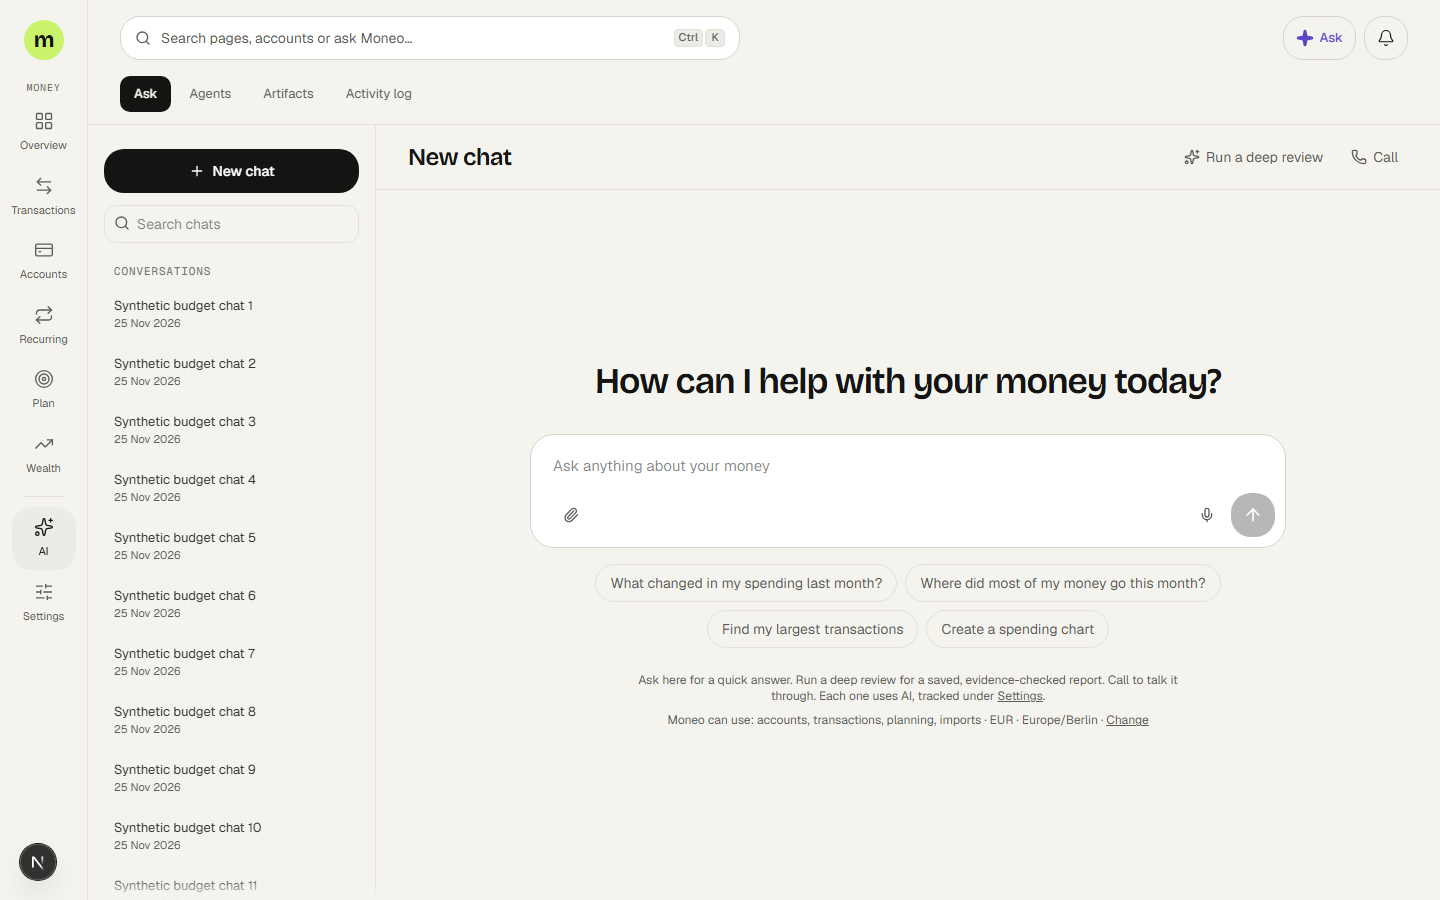 m
Search pages, accounts or ask Moneo...
Ctrl K
Ask
MONEY
Overview
Transactions
Accounts
Recurring
Plan
Wealth
AI
Settings
N
Ask
Agents
Artifacts
Activity log
New chat
Search chats
CONVERSATIONS
Synthetic budget chat 1
25 Nov 2026
Synthetic budget chat 2
25 Nov 2026
Synthetic budget chat 3
25 Nov 2026
Synthetic budget chat 4
25 Nov 2026
Synthetic budget chat 5
25 Nov 2026
Synthetic budget chat 6
25 Nov 2026
Synthetic budget chat 7
25 Nov 2026
Synthetic budget chat 8
25 Nov 2026
Synthetic budget chat 9
25 Nov 2026
Synthetic budget chat 10
25 Nov 2026
Synthetic budget chat 11
New chat
Run a deep review
Call
How can I help with your money today?
Ask anything about your money
What changed in my spending last month?
Where did most of my money go this month?
Find my largest transactions
Create a spending chart
Ask here for a quick answer. Run a deep review for a saved, evidence-checked report. Call to talk it
through. Each one uses AI, tracked under Settings.
Moneo can use: accounts, transactions, planning, imports · EUR · Europe/Berlin · Change